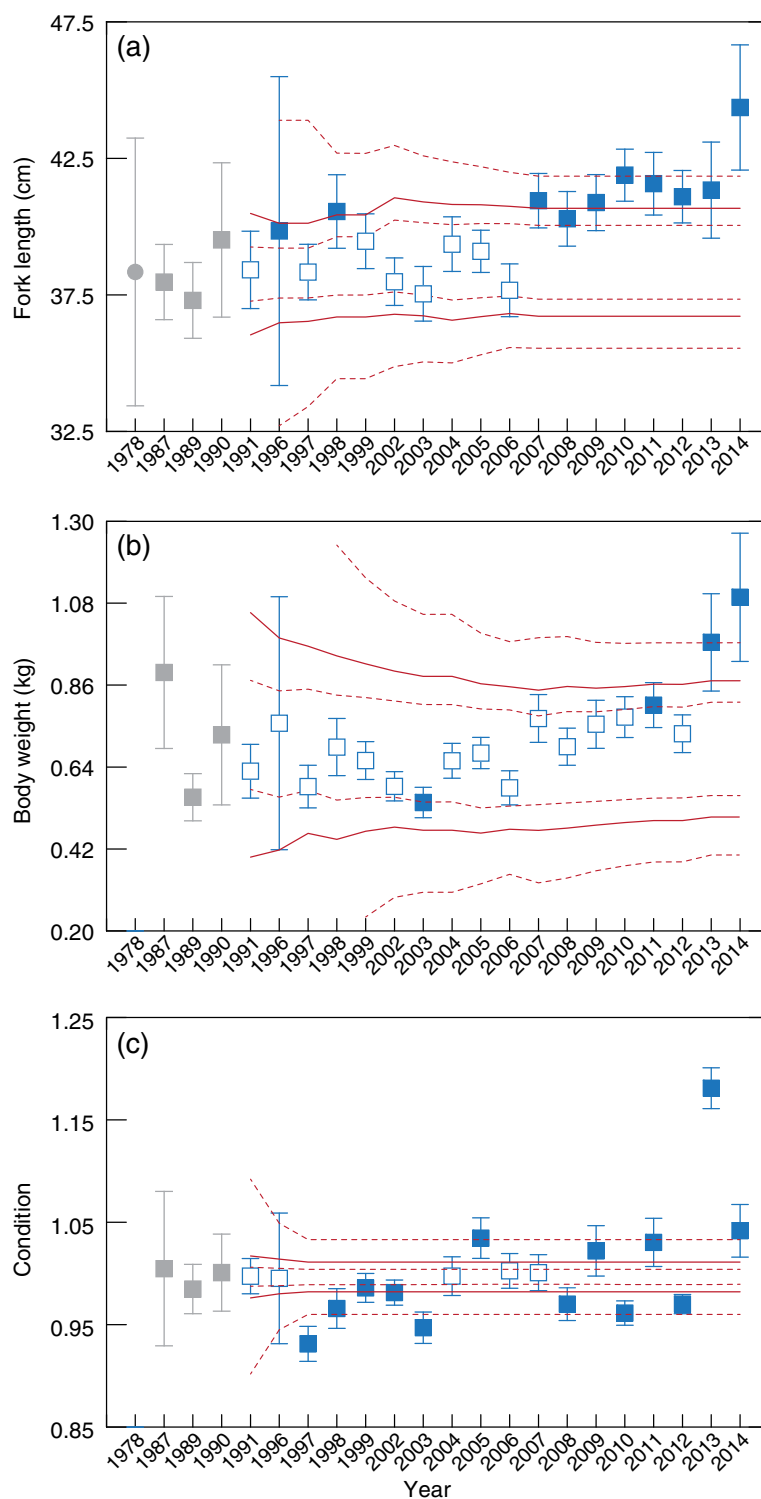 (a)
47.5
42.5
37.5
32.5
Fork length (cm)
1978 1987 1989 1990 1991 1996 1997 1998 1999 2002 2003 2004 2005 2006 2007 2008 2009 2010 2011 2012 2013 2014
(b)
1.30
1.08
0.86
0.64
0.42
0.20
Body weight (kg)
1978 1987 1989 1990 1991 1996 1997 1998 1999 2002 2003 2004 2005 2006 2007 2008 2009 2010 2011 2012 2013 2014
(c)
1.25
1.15
1.05
0.95
0.85
Condition
1978 1987 1989 1990 1991 1996 1997 1998 1999 2002 2003 2004 2005 2006 2007 2008 2009 2010 2011 2012 2013 2014
Year